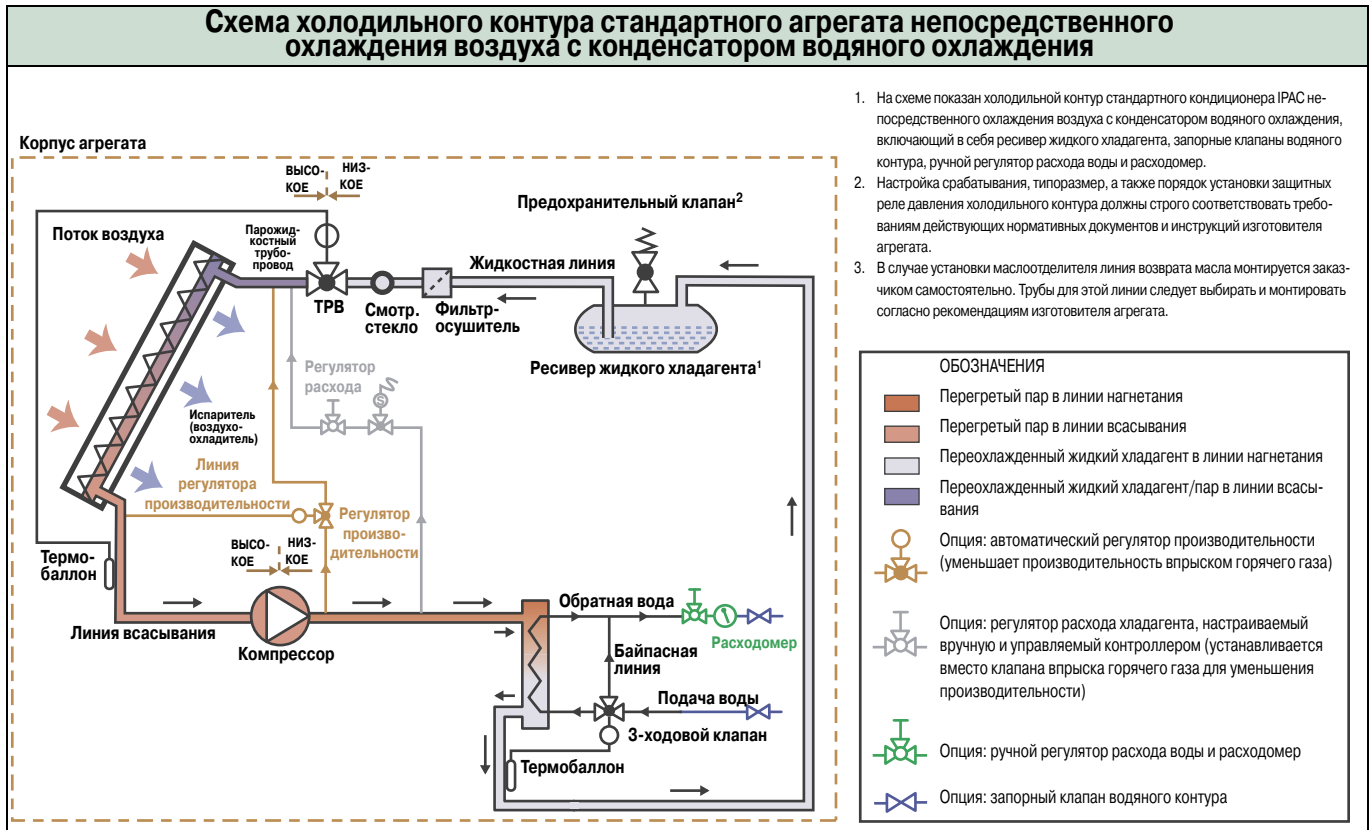 Схема холодильного контура стандартного агрегата непосредственного
охлаждения воздуха с конденсатором водяного охлаждения
1. На схеме показан холодильной контур стандартного кондиционера IPAC не-
посредственного охлаждения воздуха с конденсатором водяного охлаждения,
включающий в себя ресивер жидкого хладагента, запорные клапаны водяного
контура, ручной регулятор расхода воды и расходомер.
2. Настройка срабатывания, типоразмер, а также порядок установки защитных
реле давления холодильного контура должны строго соответствовать требо-
ваниям действующих нормативных документов и инструкций изготовителя
агрегата.
3. В случае установки маслоотделителя линия возврата масла монтируется заказ-
чиком самостоятельно. Трубы для этой линии следует выбирать и монтировать
согласно рекомендациям изготовителя агрегата.
Корпус агрегата
ВЫСО-
КОЕ
НИЗ-
КОЕ
Предохранительный клапан²
Поток воздуха
Парожид-
костный
трубо-
провод
Жидкостная линия
ТРВ
Смотр.
стекло
Фильтр-
осушитель
Ресивер жидкого хладагента¹
Регулятор
расхода
S
Испаритель
(воздухо-
охладитель)
Линия
регулятора
производительности
Регулятор
произво-
дительности
ВЫСО-
КОЕ
НИЗ-
КОЕ
Термо-
баллон
Линия всасывания
Компрессор
Обратная вода
Расходомер
Байпасная
линия
Подача воды
3-ходовой клапан
Термобаллон
ОБОЗНАЧЕНИЯ
Перегретый пар в линии нагнетания
Перегретый пар в линии всасывания
Переохлажденный жидкий хладагент в линии нагнетания
Переохлажденный жидкий хладагент/пар в линии всасы-
вания
Опция: автоматический регулятор производительности
(уменьшает производительность впрыском горячего газа)
Опция: регулятор расхода хладагента, настраиваемый
вручную и управляемый контроллером (устанавливается
вместо клапана впрыска горячего газа для уменьшения
производительности)
Опция: ручной регулятор расхода воды и расходомер
Опция: запорный клапан водяного контура